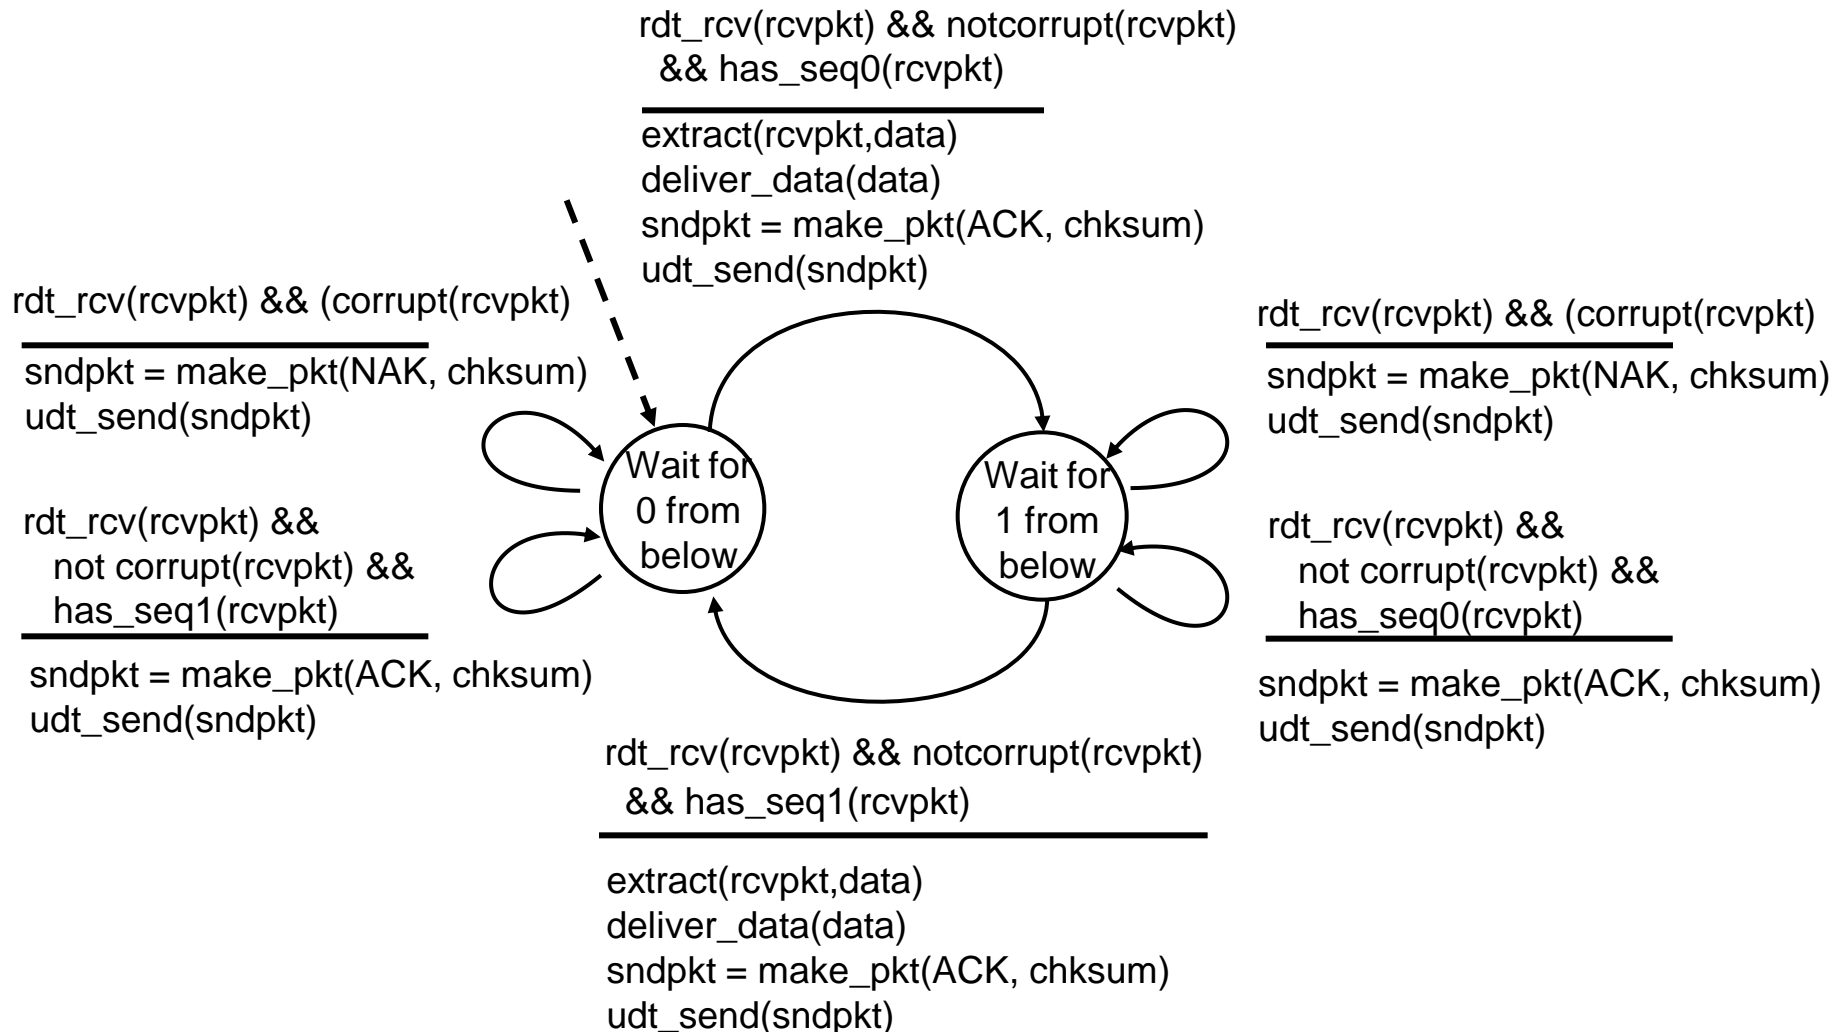 rdt_rcv(rcvpkt) && notcorrupt(rcvpkt)
&& has_seq0(rcvpkt)
extract(rcvpkt,data)
deliver_data(data)
sndpkt = make_pkt(ACK, chksum)
udt_send(sndpkt)
rdt_rcv(rcvpkt) && (corrupt(rcvpkt)
sndpkt = make_pkt(NAK, chksum)
udt_send(sndpkt)
rdt_rcv(rcvpkt) &&
not corrupt(rcvpkt) &&
has_seq1(rcvpkt)
sndpkt = make_pkt(ACK, chksum)
udt_send(sndpkt)
Wait for
0 from
below
Wait for
1 from
below
rdt_rcv(rcvpkt) && (corrupt(rcvpkt)
sndpkt = make_pkt(NAK, chksum)
udt_send(sndpkt)
rdt_rcv(rcvpkt) &&
not corrupt(rcvpkt) &&
has_seq0(rcvpkt)
sndpkt = make_pkt(ACK, chksum)
udt_send(sndpkt)
rdt_rcv(rcvpkt) && notcorrupt(rcvpkt)
&& has_seq1(rcvpkt)
extract(rcvpkt,data)
deliver_data(data)
sndpkt = make_pkt(ACK, chksum)
udt_send(sndpkt)